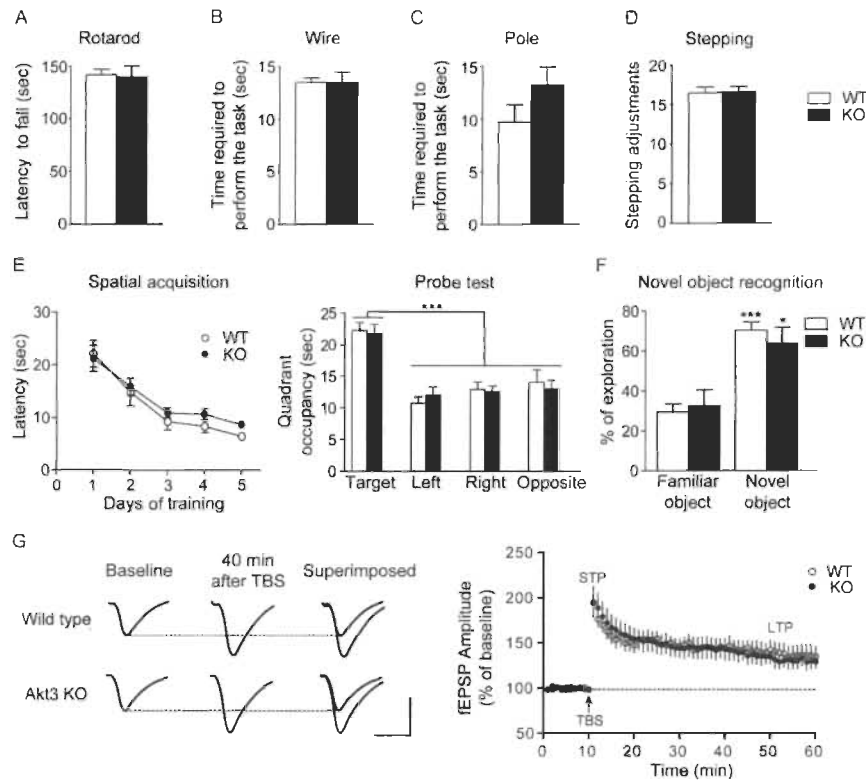 A
Rotarod
Latency to fall (sec)
150
100
50
0
B
Wire
Time required to
perform the task (sec)
15
10
5
0
C
Pole
Time required to
perform the task (sec)
15
10
5
0
D
Stepping
Stepping adjustments
20
15
10
5
0
WT
KO
E
Spatial acquisition
Latency (sec)
30
20
10
0
0 1 2 3 4 5
Days of training
WT
KO
Probe test
Quadrant
occupancy (sec)
25
20
15
10
5
0
***
Target Left Right Opposite
F
Novel object recognition
% of exploration
80
60
40
20
0
*** *
Familiar object
Novel object
WT
KO
G
Baseline
40 min
after TBS
Superimposed
Wild type
Akt3 KO
fEPSP Amplitude
(% of baseline)
250
200
150
100
50
STP
LTP
TBS
WT
KO
0 10 20 30 40 50 60
Time (min)